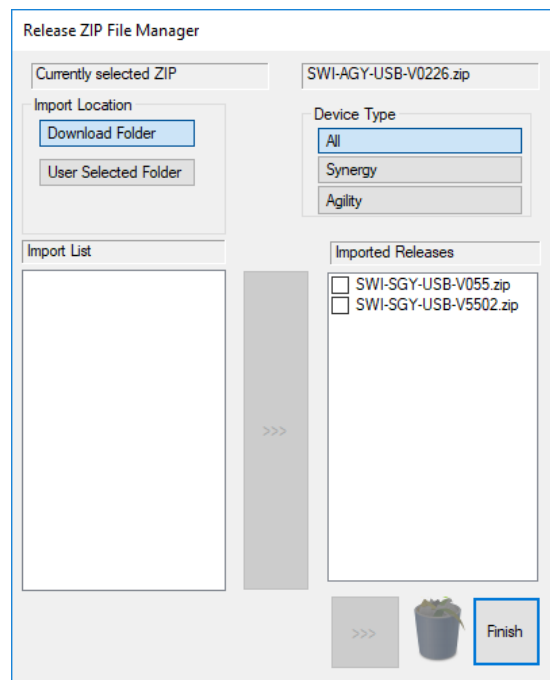 Release ZIP File Manager
Currently selected ZIP
SWI-AGY-USB-V0226.zip
Import Location
Download Folder
User Selected Folder
Device Type
All
Synergy
Agility
Import List
Imported Releases
SWI-SGY-USB-V055.zip
SWI-SGY-USB-V5502.zip
>>>
>>>
Finish